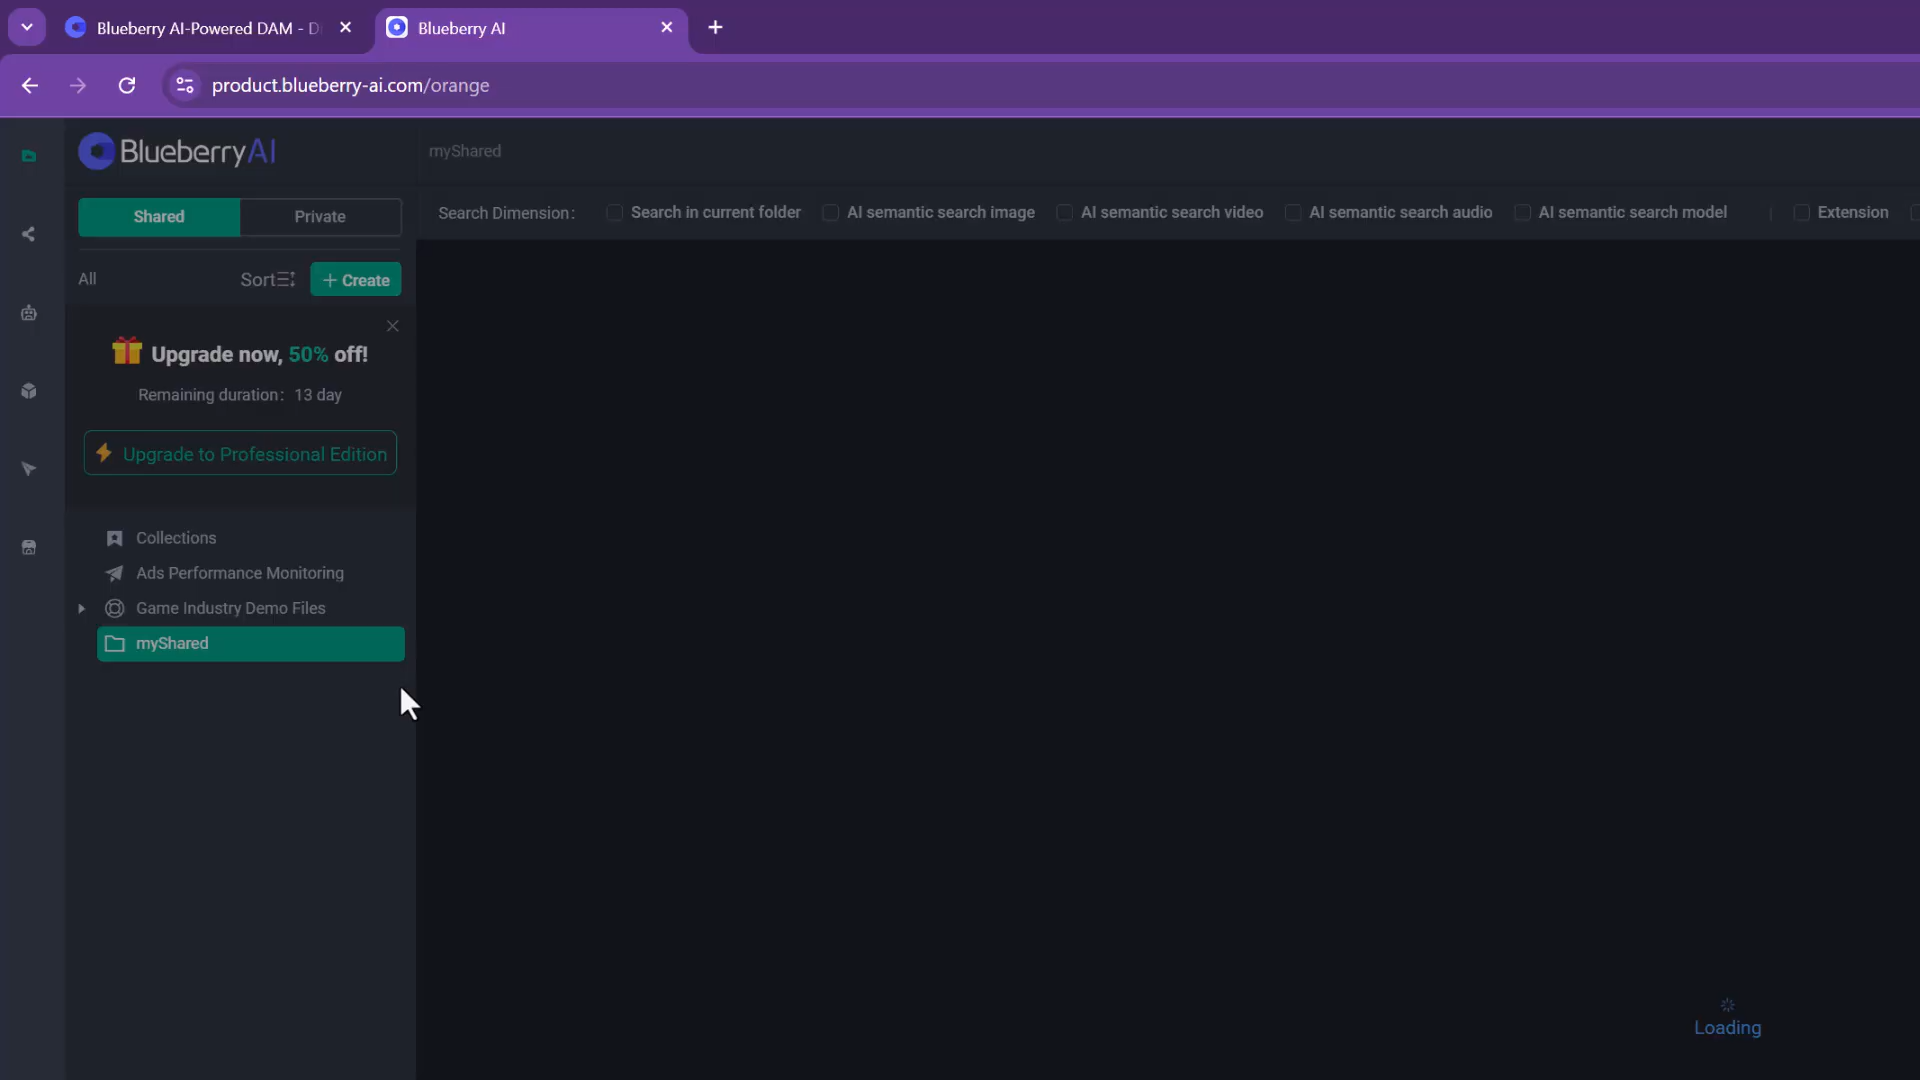 Blueberry AI-Powered DAM - D
Blueberry AI
product.blueberry-ai.com/orange
BlueberryAI
myShared
Shared
Private
Search Dimension:
Search in current folder
AI semantic search image
AI semantic search video
AI semantic search audio
AI semantic search model
Extension
All
Sort
+ Create
Upgrade now, 50% off!
Remaining duration: 13 day
Upgrade to Professional Edition
Collections
Ads Performance Monitoring
Game Industry Demo Files
myShared
Loading